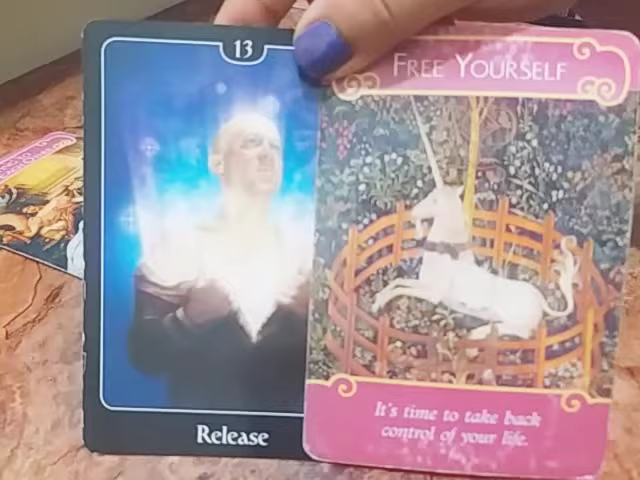 13
Release
FREE YOURSELF
It's time to take back
control of your life.